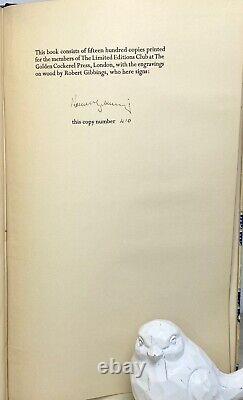 This book consists of fifteen hundred copies printed
for the members of The Limited Editions Club at The
Golden Cockerel Press, London, with the engravings
on wood by Robert Gibbings, who here signs:
this copy number